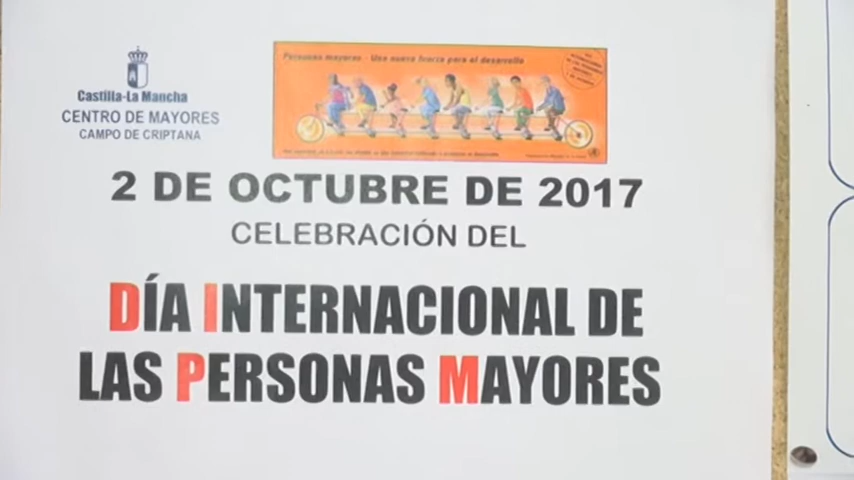 Castilla-La Mancha
CENTRO DE MAYORES
CAMPO DE CRIPTANA
Personas mayores - Una nueva fuerza para el desarrollo
2 DE OCTUBRE DE 2017
CELEBRACIÓN DEL
DÍA INTERNACIONAL DE
LAS PERSONAS MAYORES